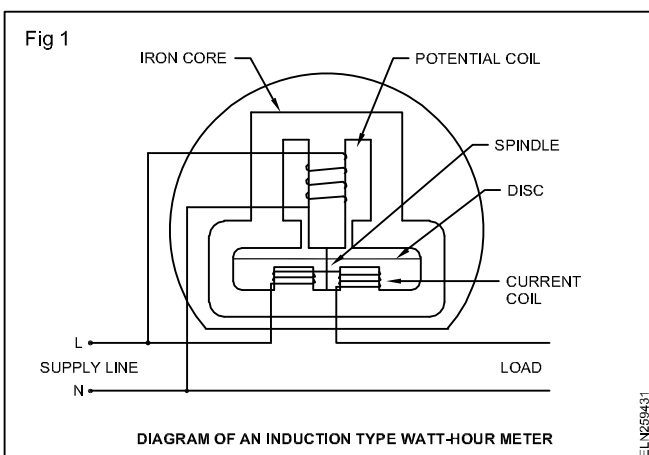 Fig 1
IRON CORE
POTENTIAL COIL
SPINDLE
DISC
CURRENT
COIL
L
SUPPLY LINE
LOAD
N
DIAGRAM OF AN INDUCTION TYPE WATT-HOUR METER
ELN259431